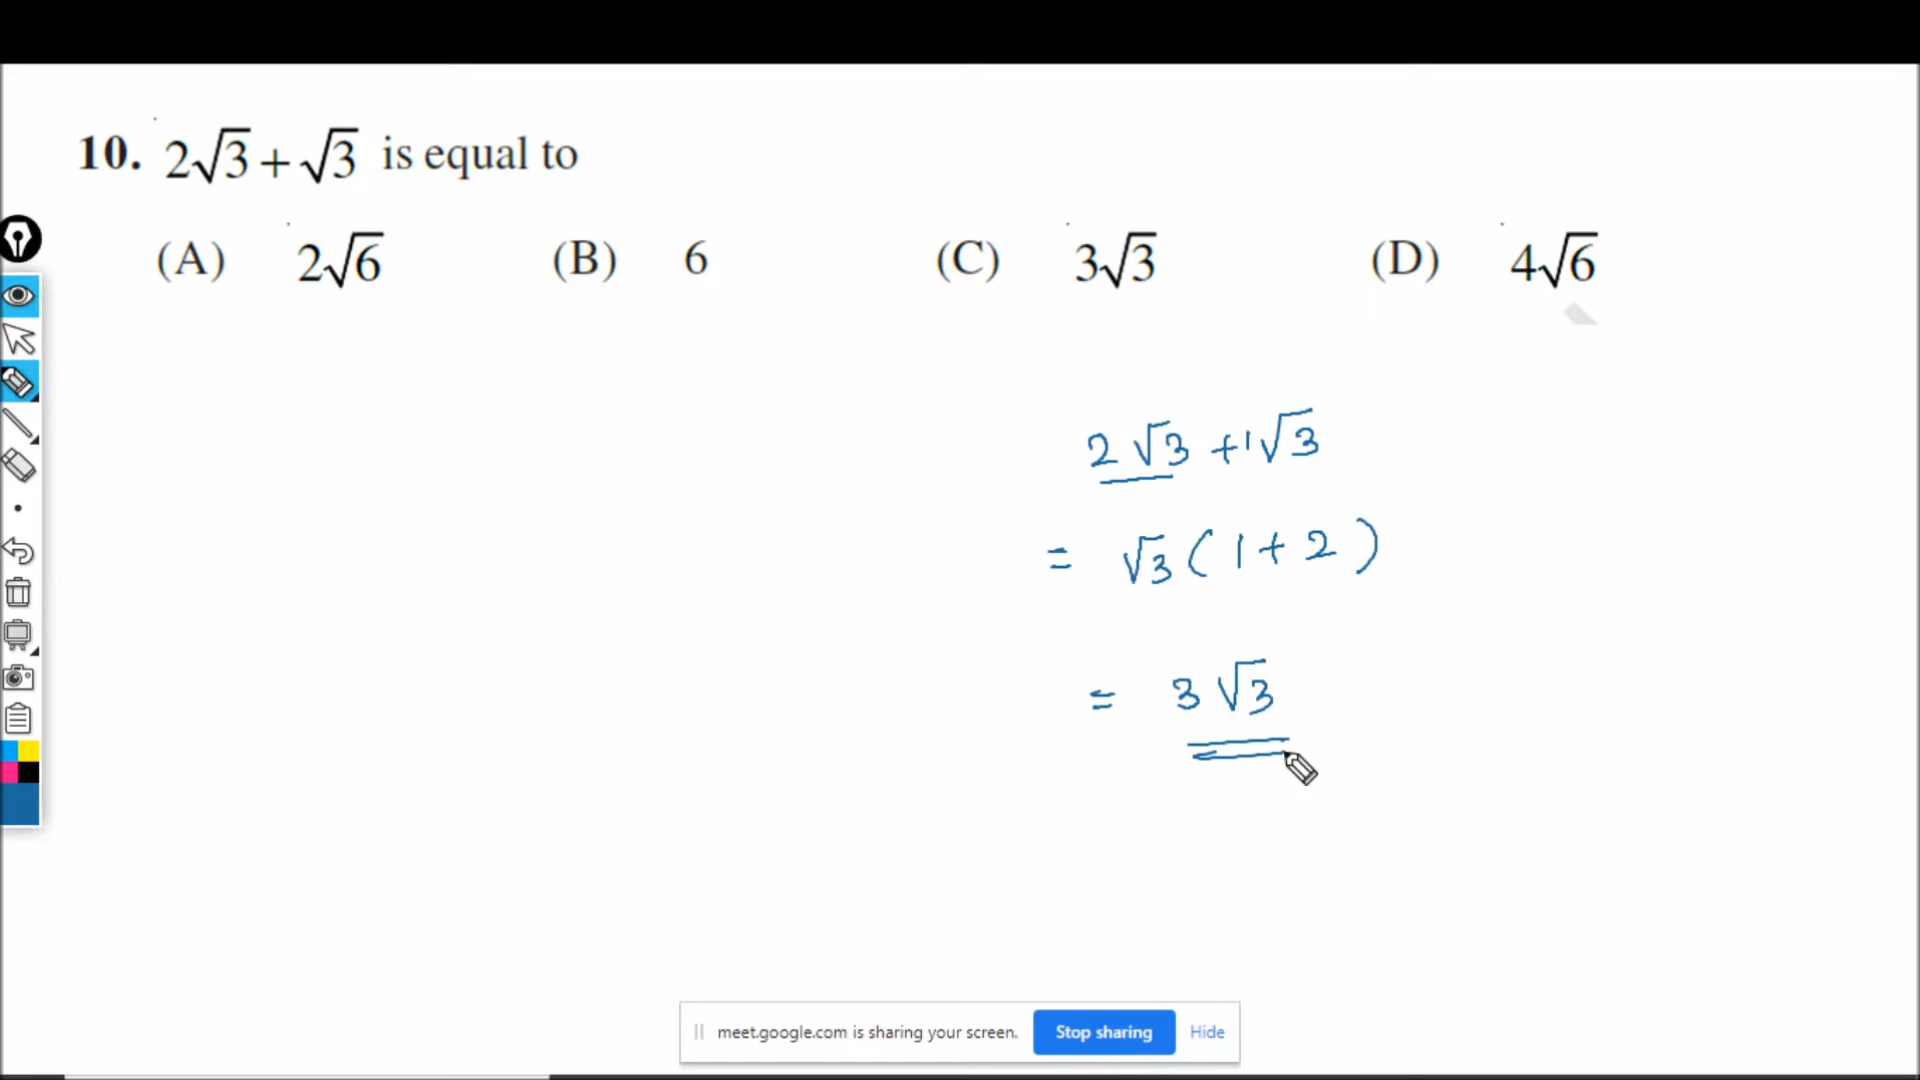 10. 2√3 + √3 is equal to
(A) 2√6 (B) 6 (C) 3√3 (D) 4√6
2√3 + 1√3
= √3 ( 1 + 2 )
= 3√3
meet.google.com is sharing your screen. Stop sharing Hide